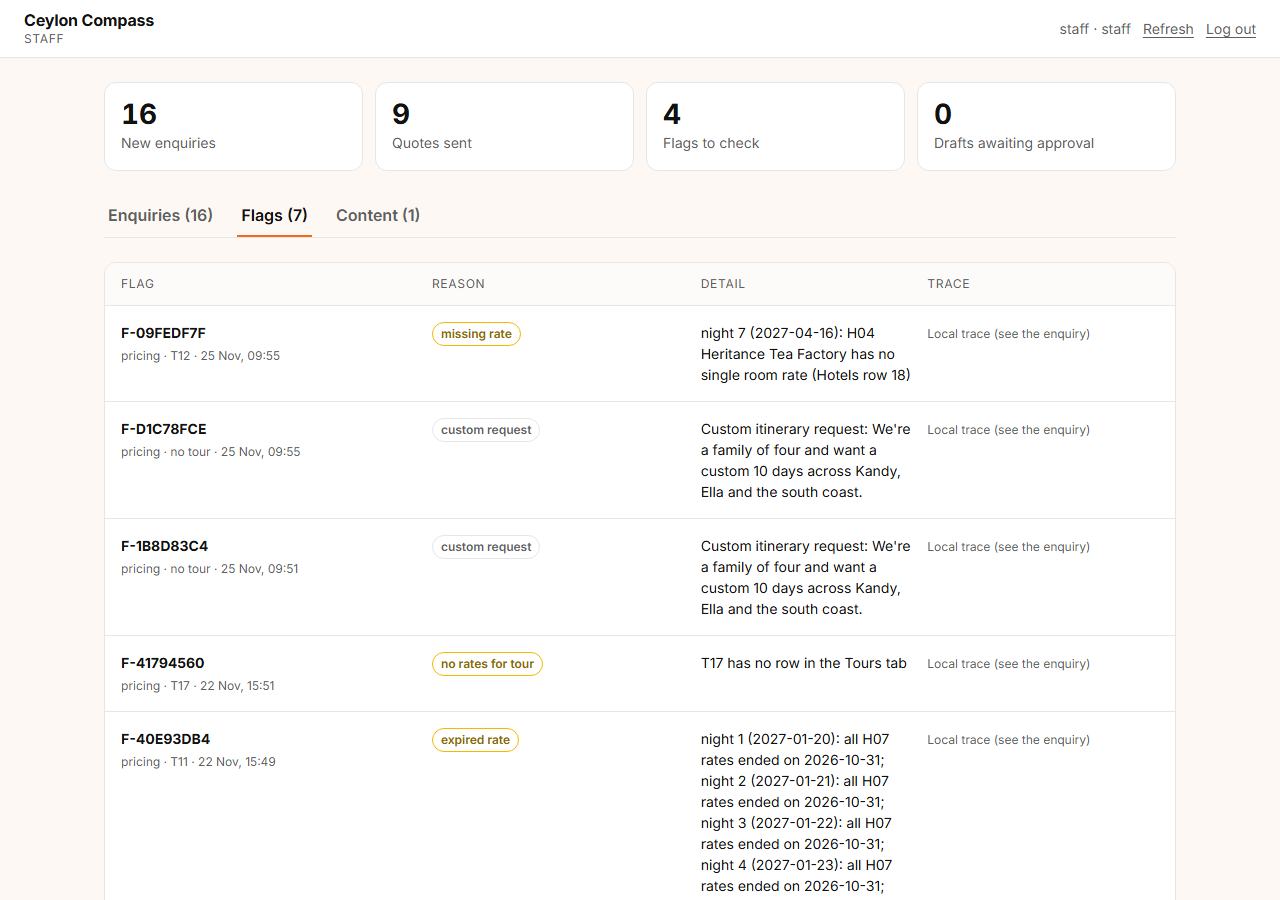 Ceylon Compass
STAFF
staff · staff Refresh Log out
16
New enquiries
9
Quotes sent
4
Flags to check
0
Drafts awaiting approval
Enquiries (16) Flags (7) Content (1)
FLAG REASON DETAIL TRACE
F-09FEDF7F
pricing · T12 · 25 Nov, 09:55
missing rate
night 7 (2027-04-16): H04
Heritance Tea Factory has no
single room rate (Hotels row 18)
Local trace (see the enquiry)
F-D1C78FCE
pricing · no tour · 25 Nov, 09:55
custom request
Custom itinerary request: We're
a family of four and want a
custom 10 days across Kandy,
Ella and the south coast.
Local trace (see the enquiry)
F-1B8D83C4
pricing · no tour · 25 Nov, 09:51
custom request
Custom itinerary request: We're
a family of four and want a
custom 10 days across Kandy,
Ella and the south coast.
Local trace (see the enquiry)
F-41794560
pricing · T17 · 22 Nov, 15:51
no rates for tour
T17 has no row in the Tours tab
Local trace (see the enquiry)
F-40E93DB4
pricing · T11 · 22 Nov, 15:49
expired rate
night 1 (2027-01-20): all H07
rates ended on 2026-10-31;
night 2 (2027-01-21): all H07
rates ended on 2026-10-31;
night 3 (2027-01-22): all H07
rates ended on 2026-10-31;
night 4 (2027-01-23): all H07
rates ended on 2026-10-31;
Local trace (see the enquiry)